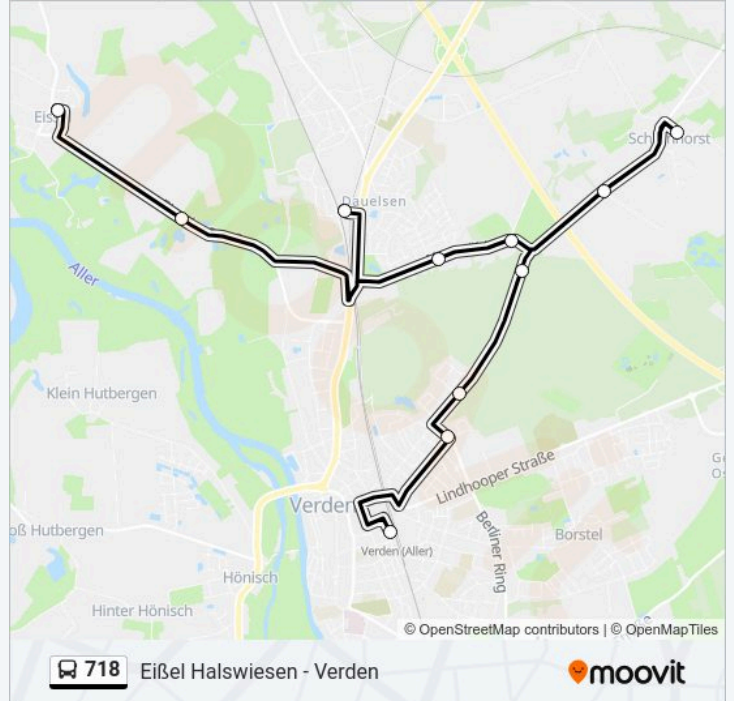 Dauelsen
Aller
Klein Hutbergen
Lindhooper Straße
Verden
Berliner Ring
oß Hutbergen
Borstel
Verden (Aller)
Hönisch
Hinter Hönisch
© OpenStreetMap contributors | © OpenMapTiles
718 Eißel Halswiesen - Verden
moovit